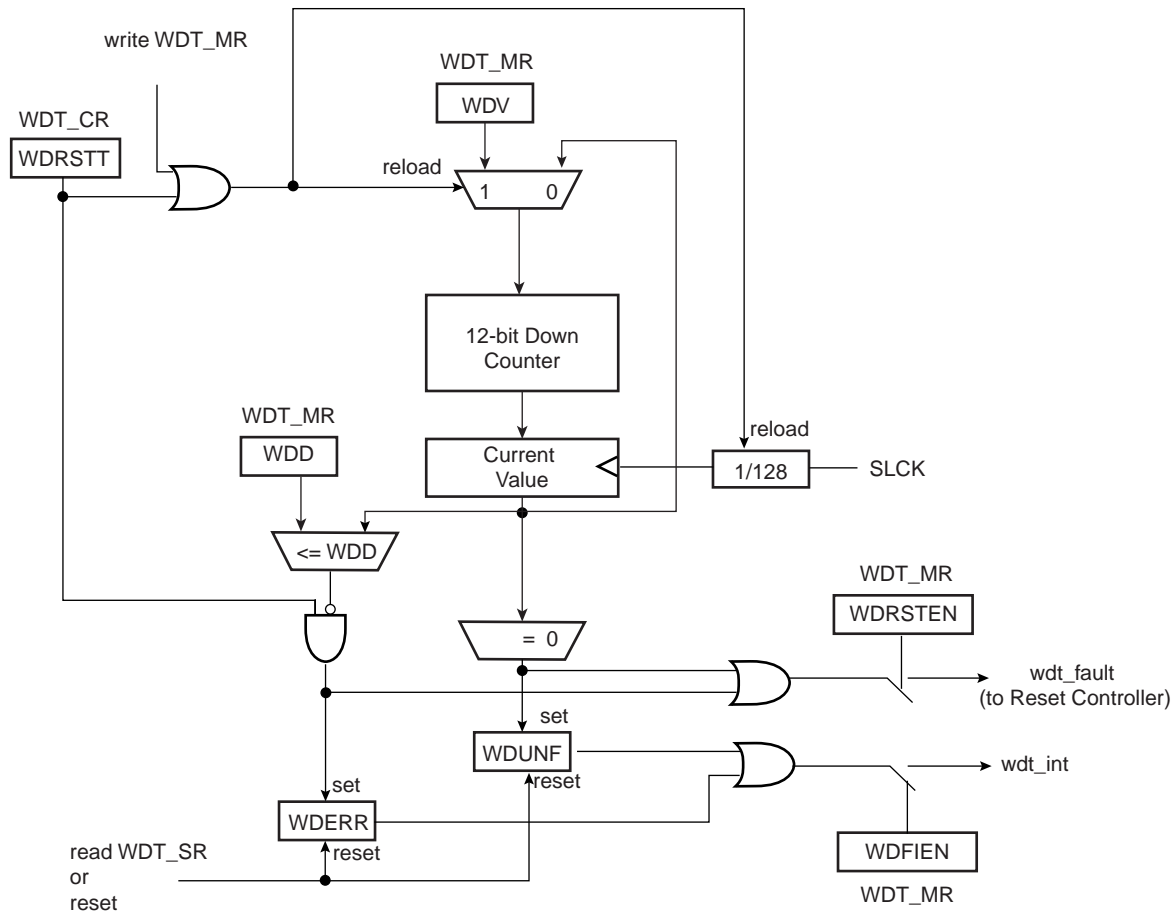 write WDT_MR
WDT_MR
WDV
WDT_CR
WDRSTT
reload
1 0
12-bit Down
Counter
WDT_MR
WDD
Current
Value
reload
1/128
SLCK
<= WDD
= 0
WDT_MR
WDRSTEN
wdt_fault
(to Reset Controller)
set
WDUNF
reset
wdt_int
set
WDERR
reset
WDFIEN
WDT_MR
read WDT_SR
or
reset